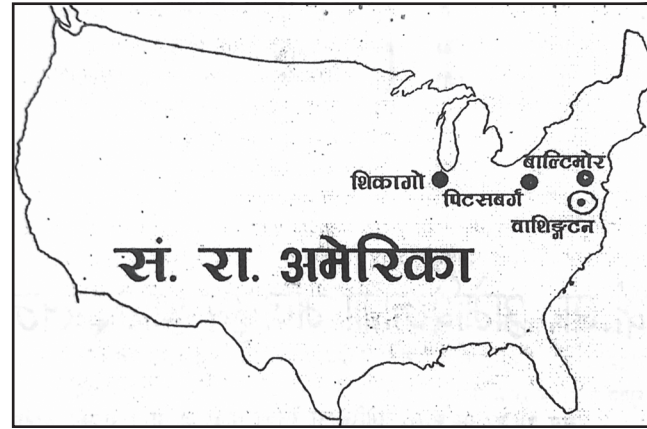 बाल्टिमोर
शिकागो
पिटसबर्ग
वाशिङ्गटन
सं. रा. अमेरिका